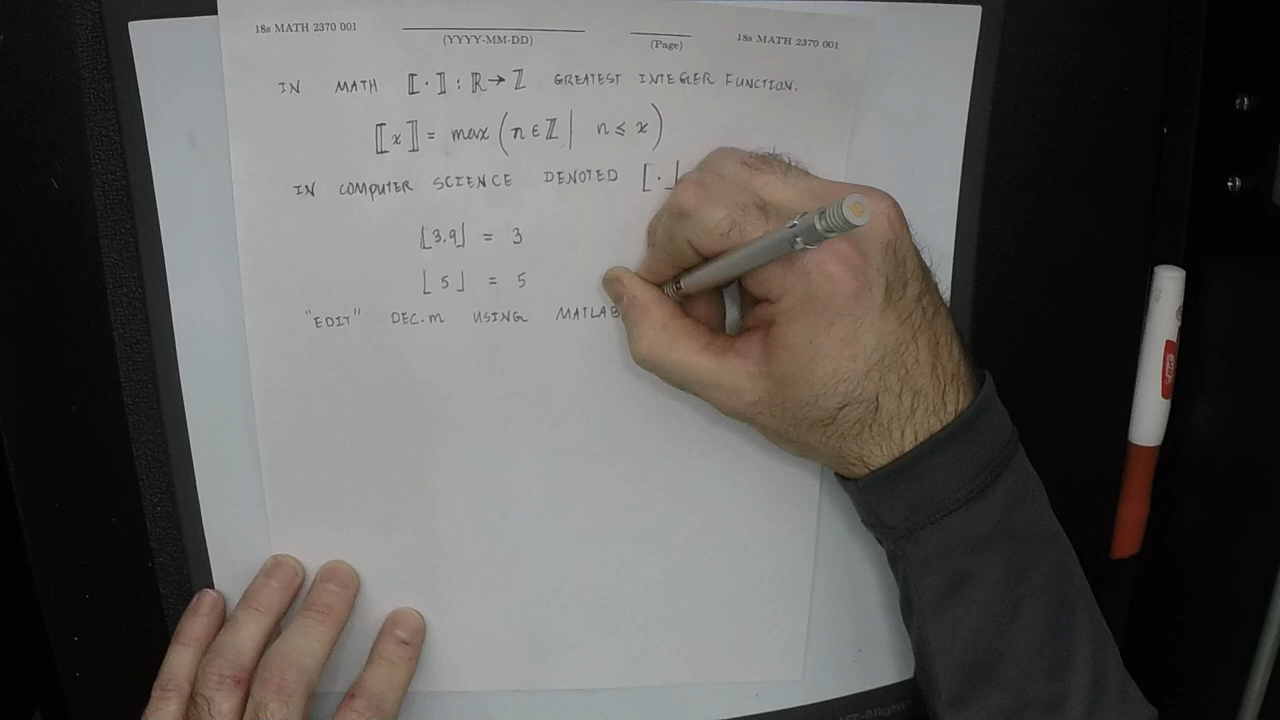 18s MATH 2370 001
(YYYY-MM-DD)
(Page)
18s MATH 2370 001
IN MATH ⟦·⟧ : ℝ→ℤ GREATEST INTEGER FUNCTION.
⟦x⟧ = max (n∈ℤ | n ≤ x)
IN COMPUTER SCIENCE DENOTED ⌊·⌋
⌊3.9⌋ = 3
⌊5⌋ = 5
"EDIT" DEC.m USING MATLAB